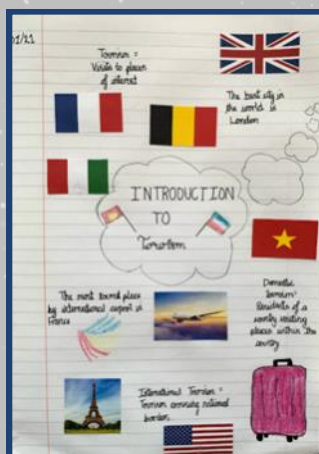 01/22
Tourism =
Visits to places
of interest
The best city in
the world is
London
INTRODUCTION
TO
Tourism
The most toured place
by international airport is
France
Domestic
tourism=
Residents of a
country visiting
places within the
country
International Tourism =
Tourism crossing national
border